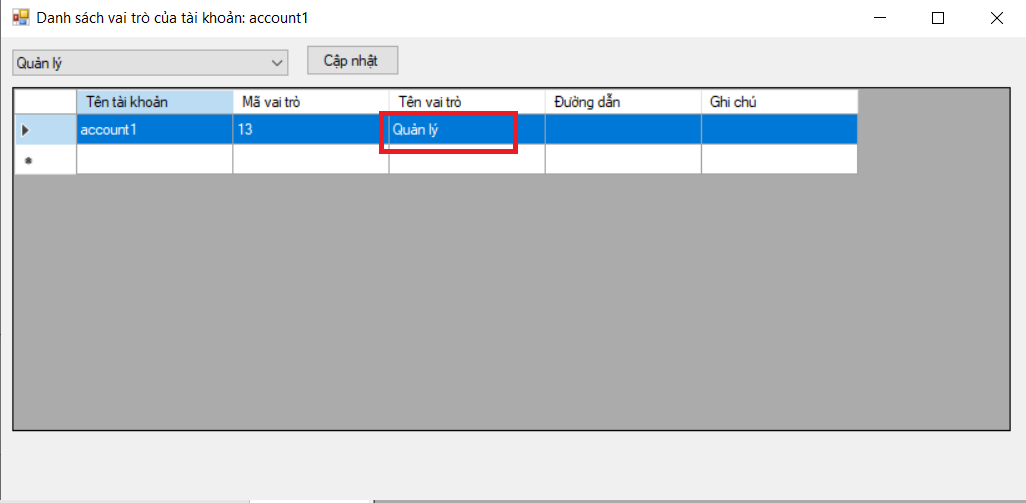 Danh sách vai trò của tài khoản: account1
Quản lý
Cập nhật
Tên tài khoản Mã vai trò Tên vai trò Đường dẫn Ghi chú
account1 13 Quản lý